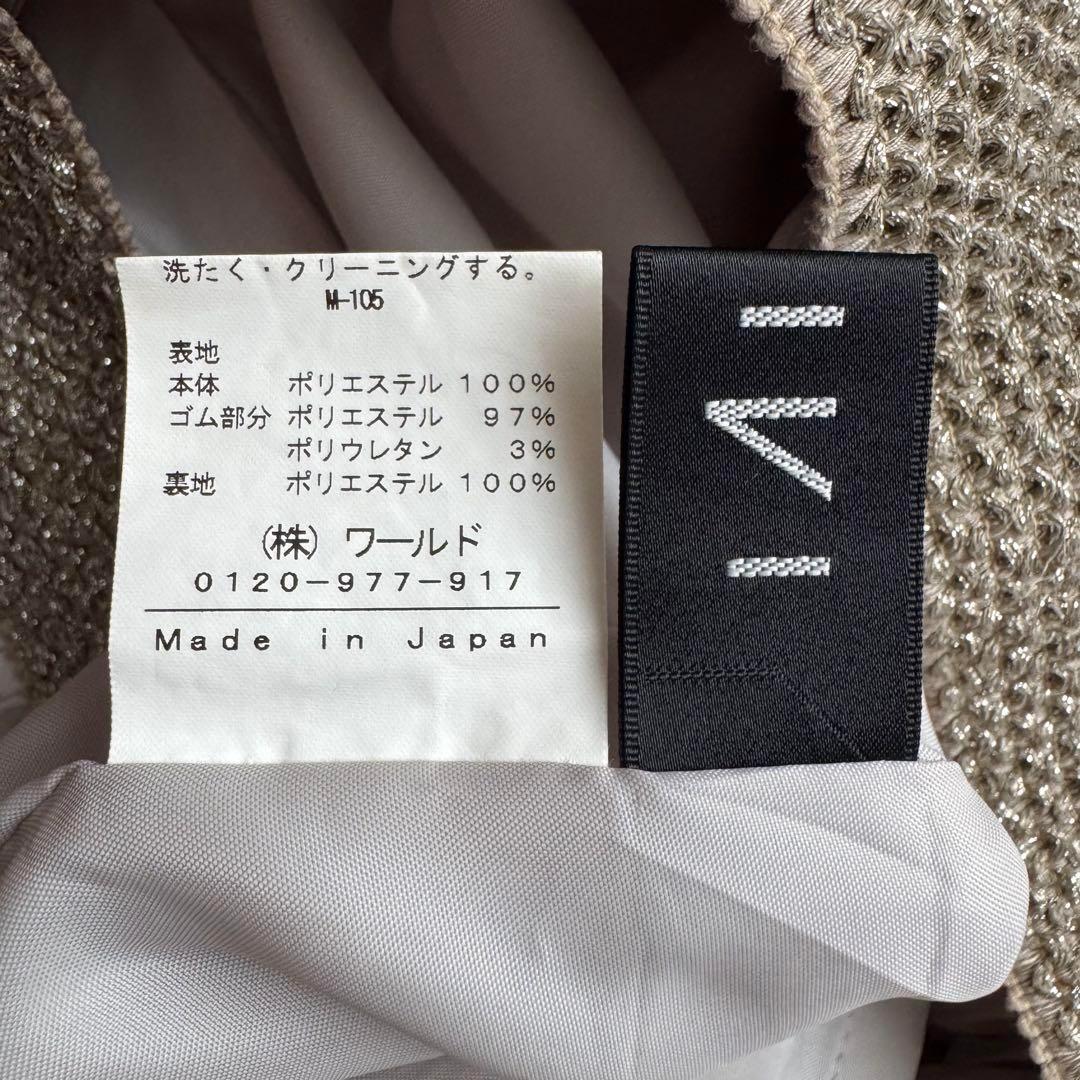 洗たく・クリーニングする。
M-105
表地
本体 ポリエステル 100%
ゴム部分 ポリエステル 97%
ポリウレタン 3%
裏地 ポリエステル 100%
(株) ワールド
0120-977-917
Made in Japan